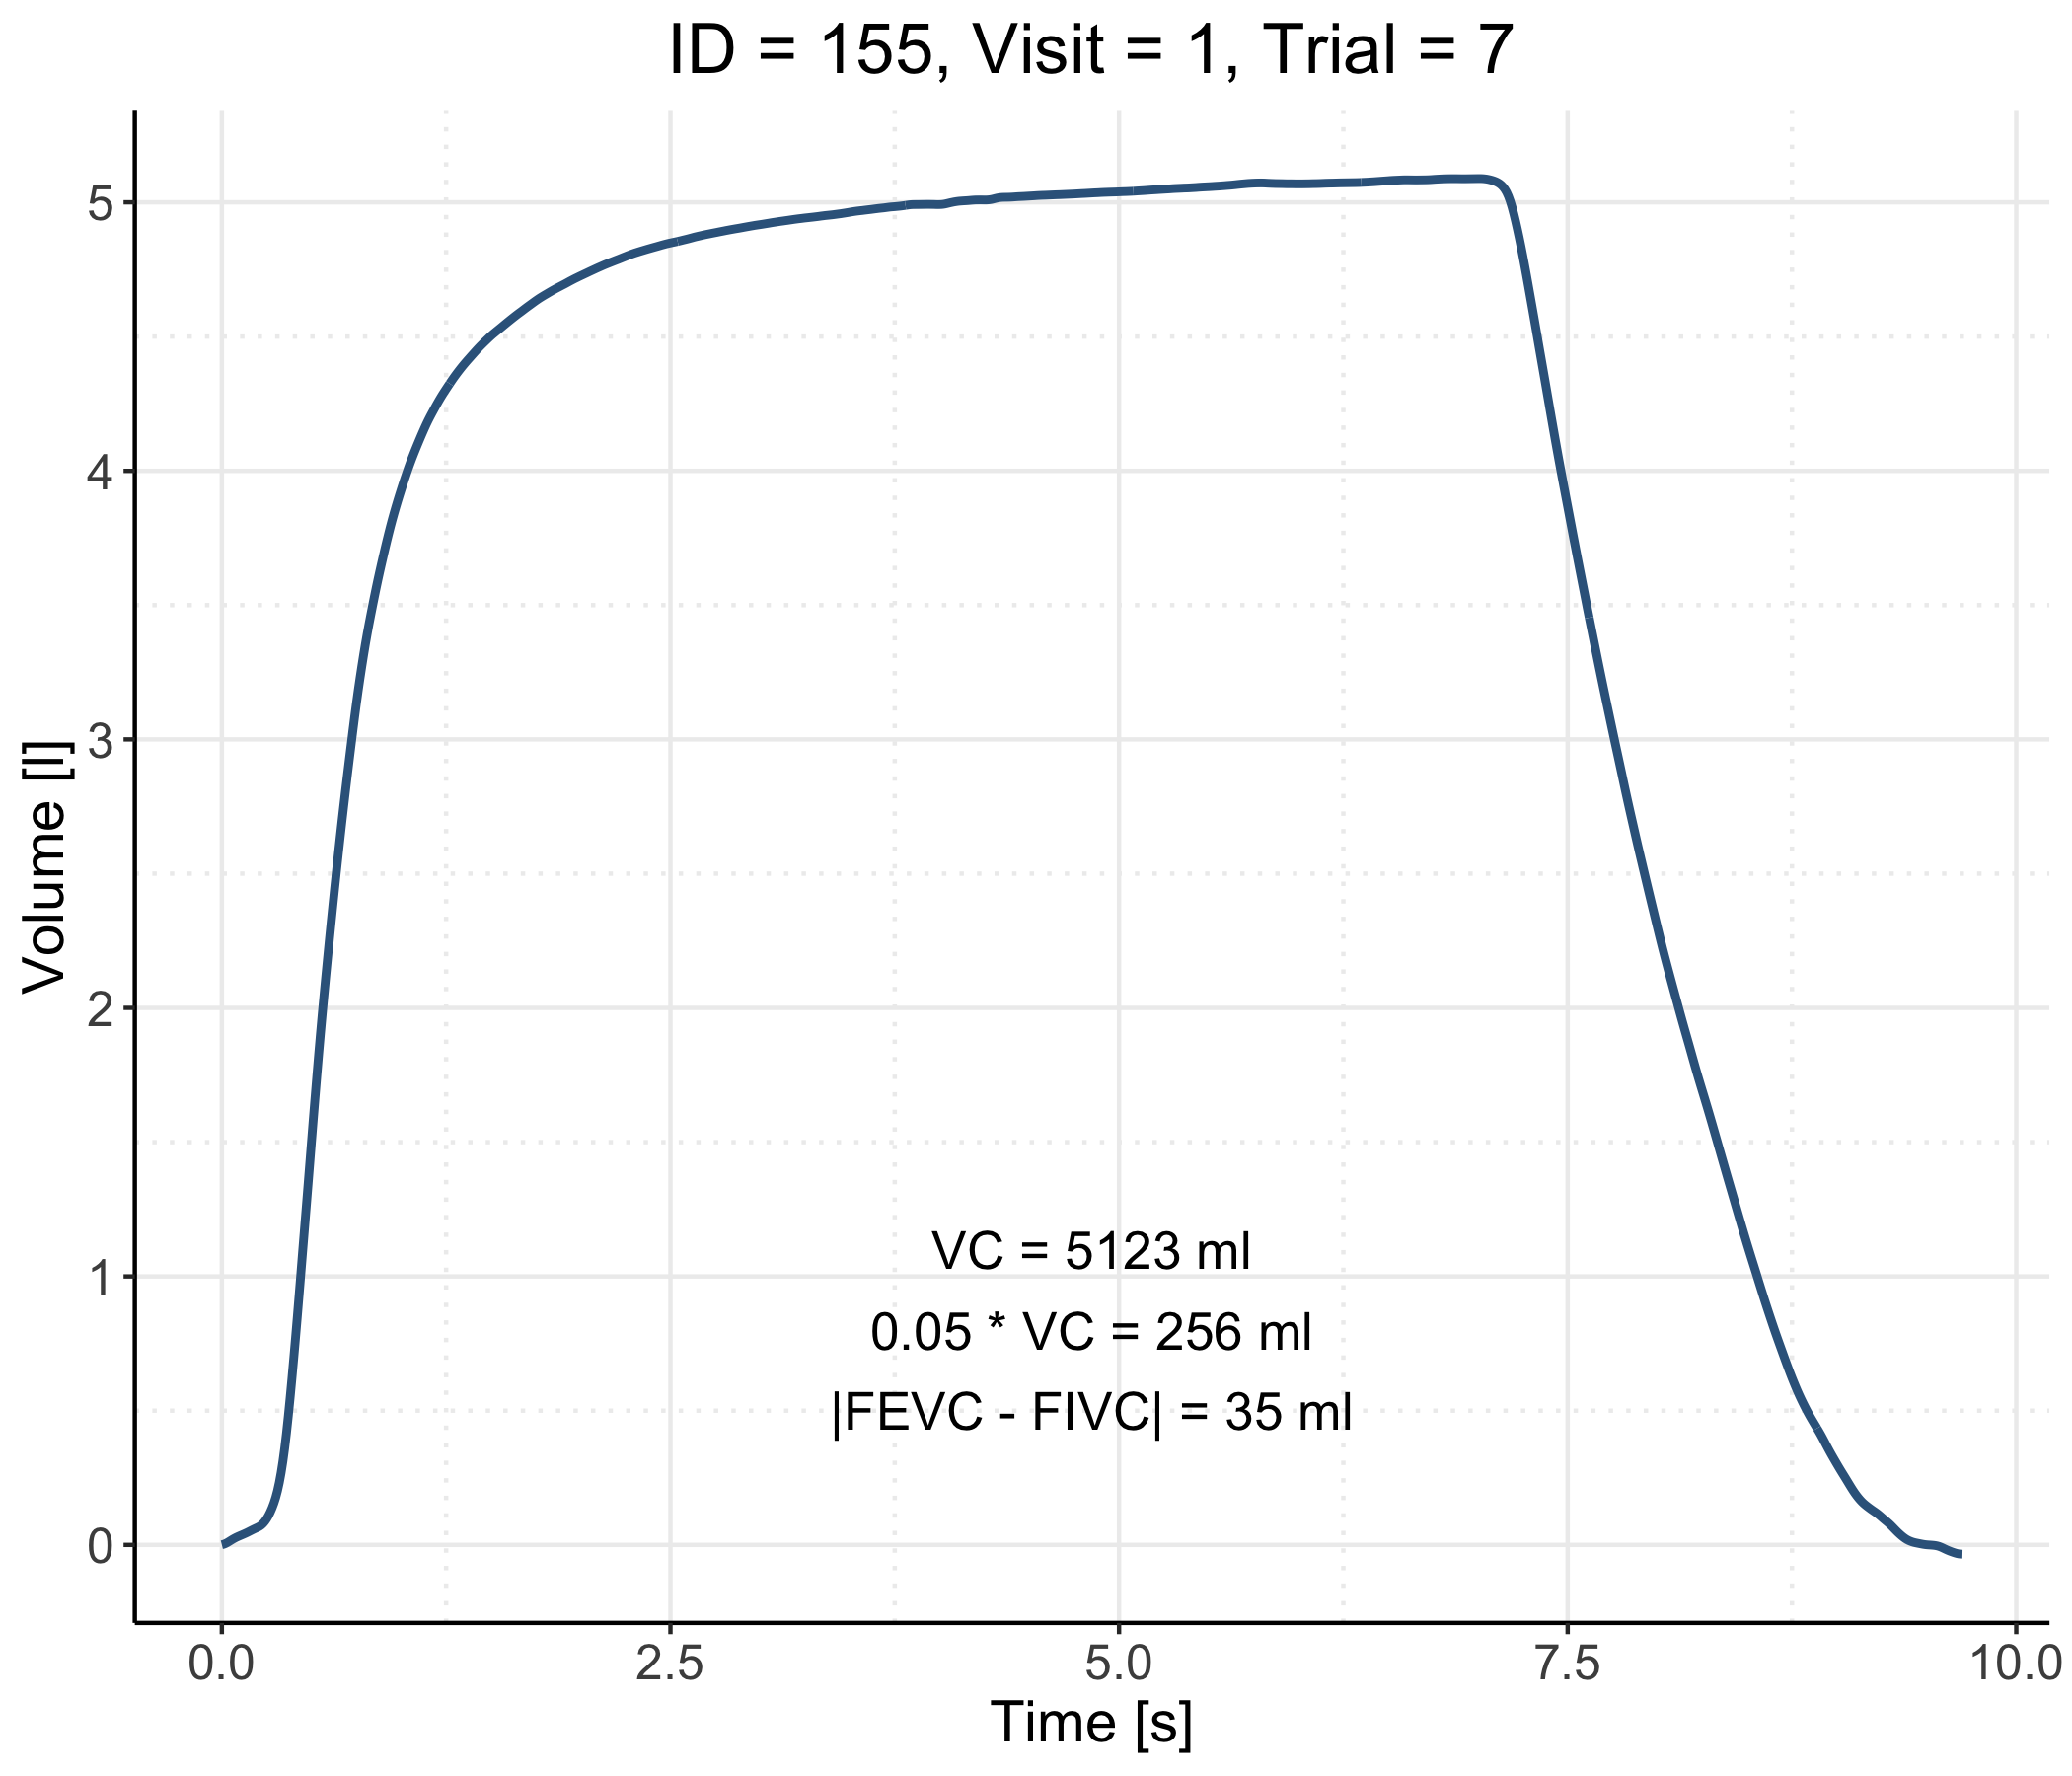 ID = 155, Visit = 1, Trial = 7
Volume [l]
5
4
3
2
1
0
VC = 5123 ml
0.05 * VC = 256 ml
|FEVC - FIVC| = 35 ml
0.0 2.5 5.0 7.5 10.0
Time [s]